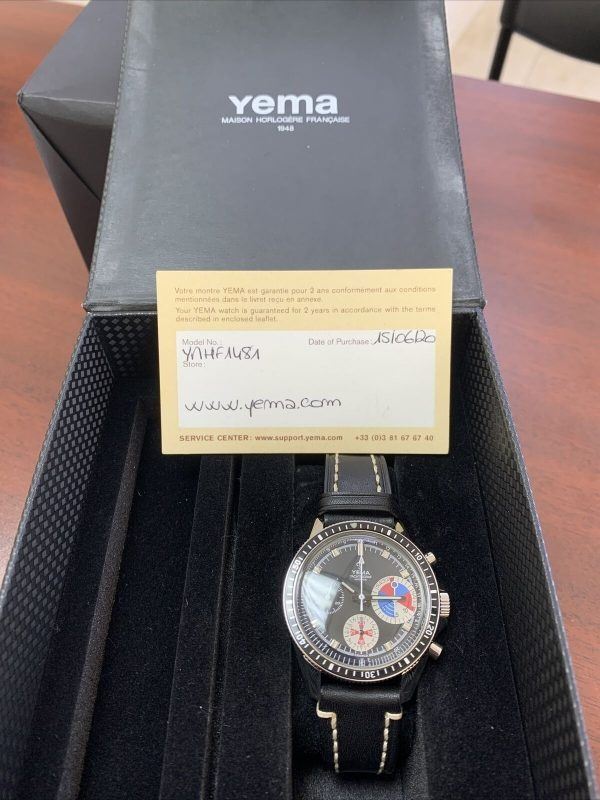 yema
MAISON HORLOGÈRE FRANÇAISE
1948
Votre montre YEMA est garantie pour 2 ans conformément aux conditions
mentionnées dans le livret reçu en annexe.
Your YEMA watch is guaranteed for 2 years in accordance with the terms
described in enclosed leaflet.
Model No.: YMHF1481 Date of Purchase: 15/06/20
Store:
www.yema.com
SERVICE CENTER: www.support.yema.com +33 (0)3 81 67 67 40
YEMA